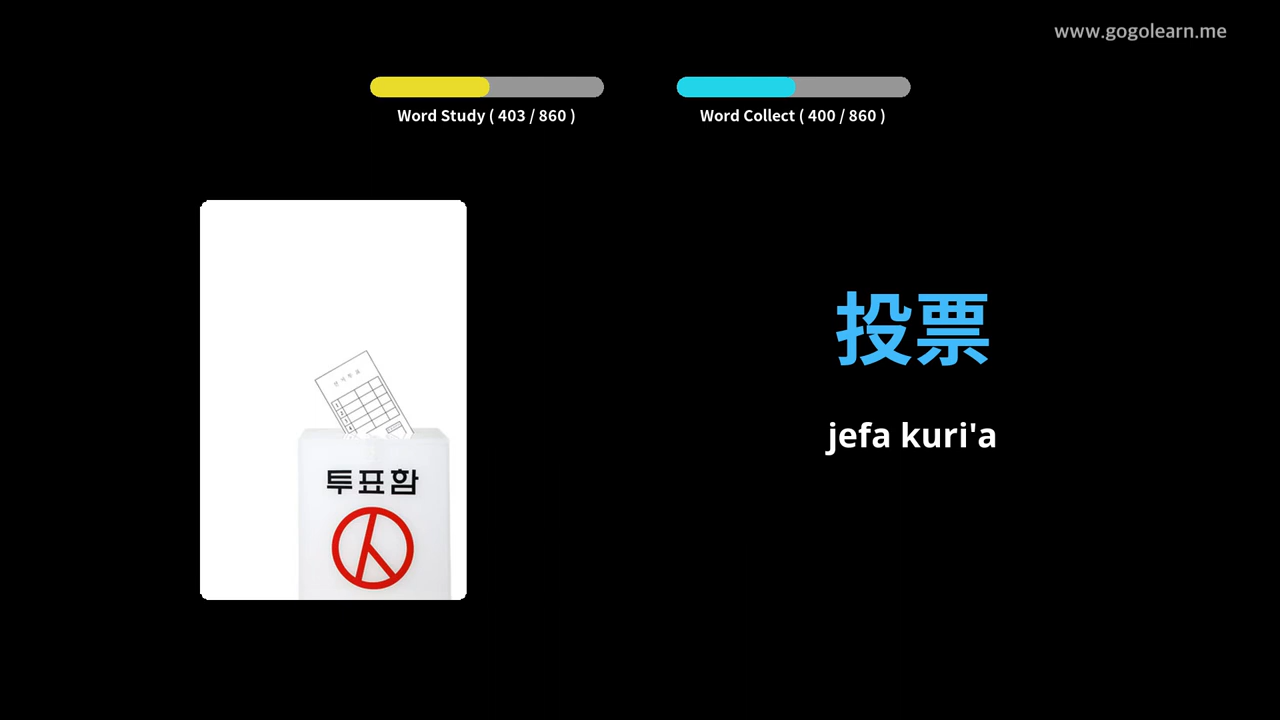 www.gogolearn.me
Word Study ( 403 / 860 )
Word Collect ( 400 / 860 )
투표함
投票
jefa kuri'a